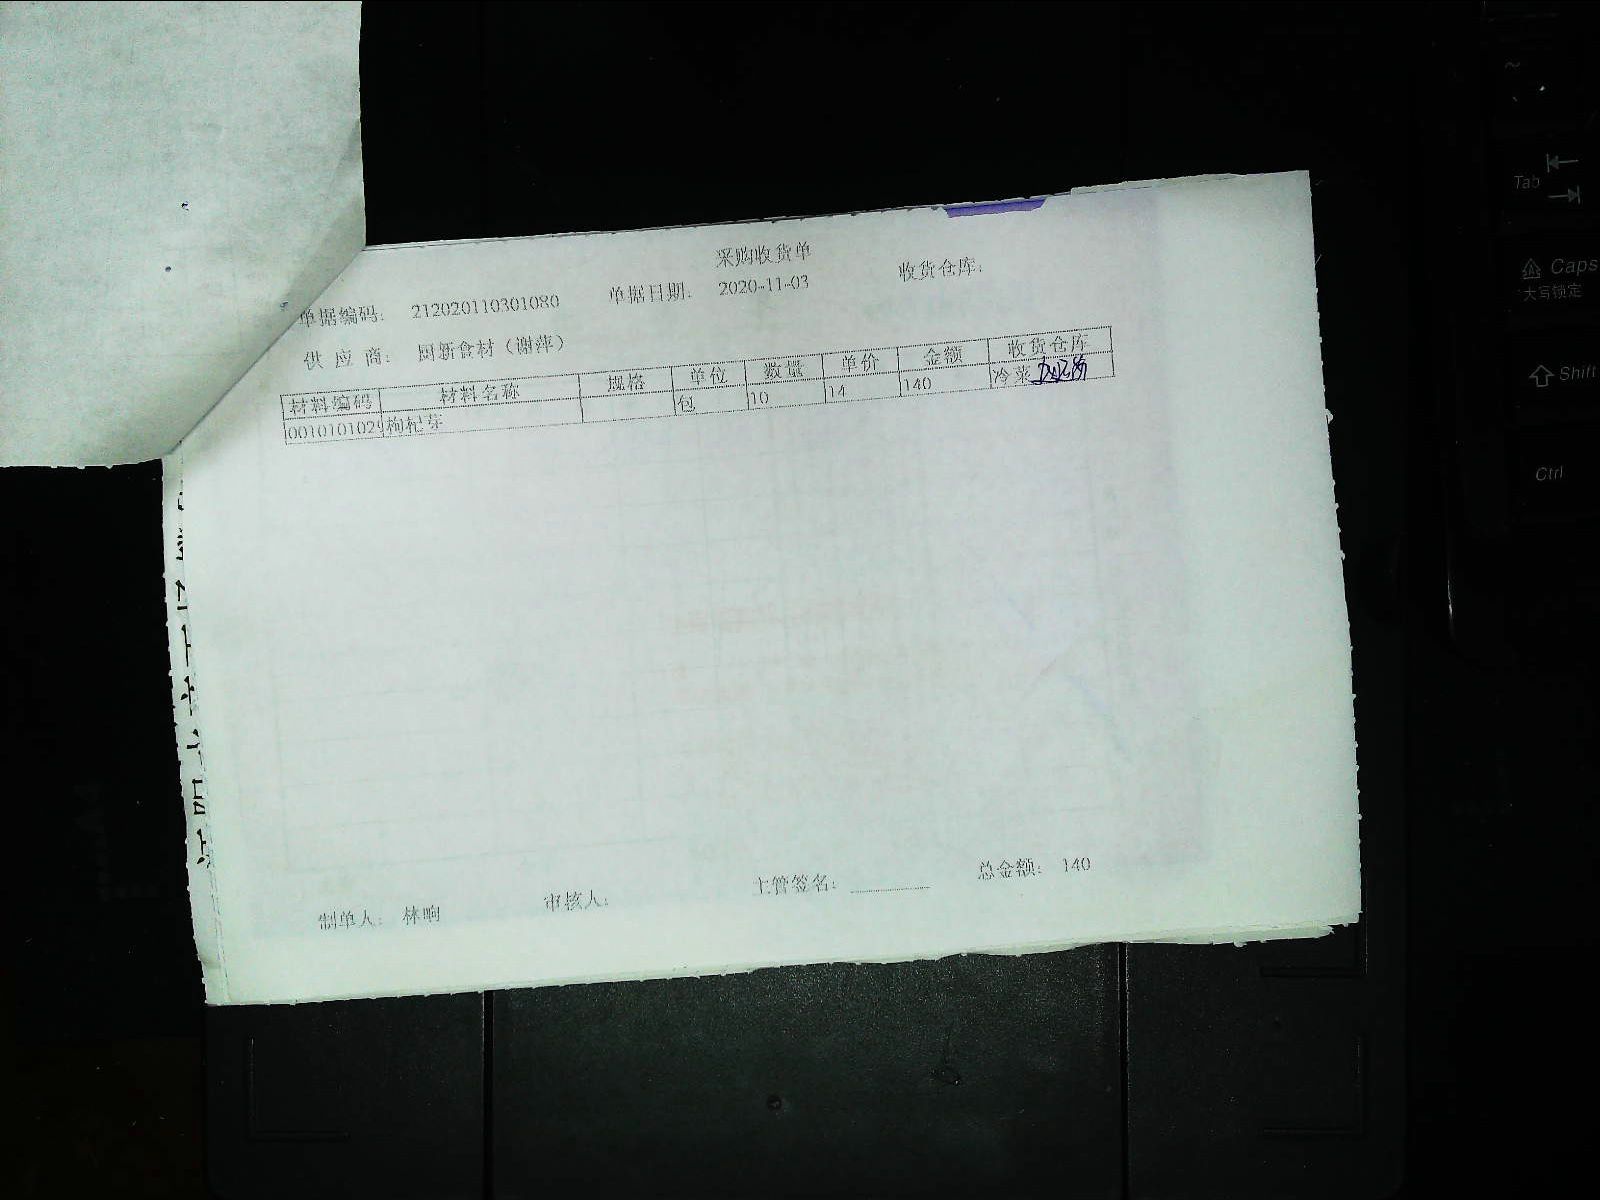 采购收货单
单据编码: 212020110301080 单据日期: 2020-11-03 收货仓库:
供应商: 厨新食材（谢萍）
材料编码 材料名称 规格 单位 数量 单价 金额 收货仓库
0010101029 枸杞芽 包 10 14 140 冷菜
制单人: 林响 审核人: 主管签名: 总金额: 140
~
Tab
Caps
大写锁定
Shift
Ctrl